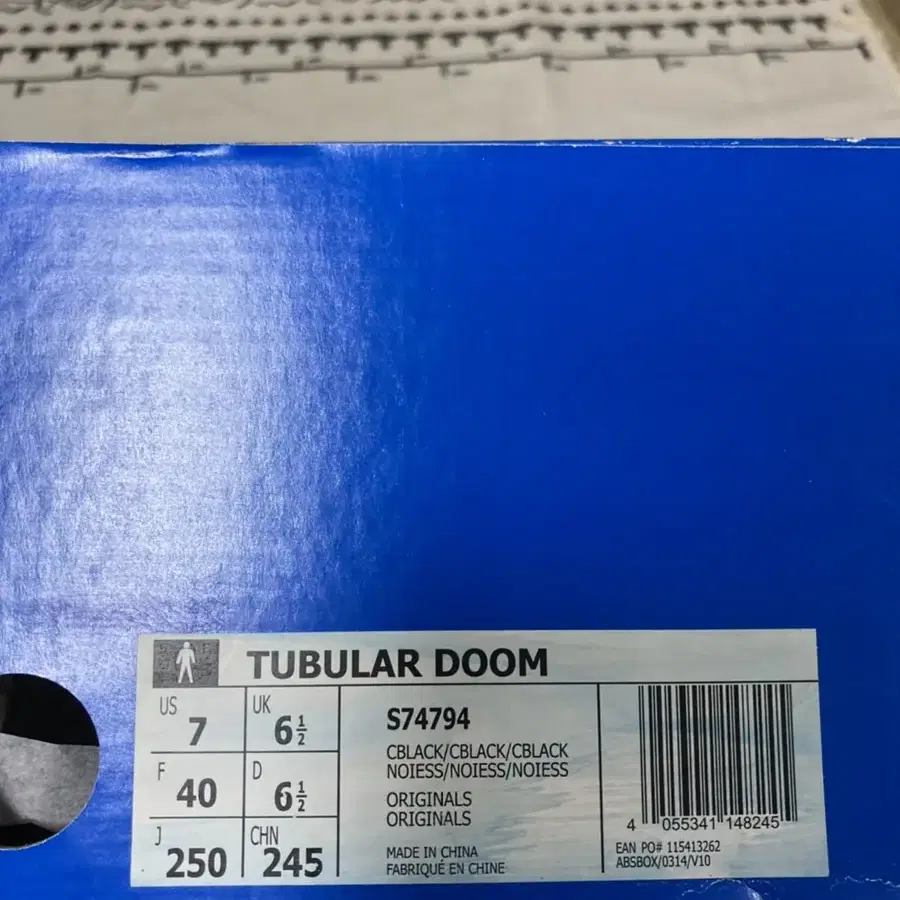 TUBULAR DOOM
US 7 UK 6½
F 40 D 6½
J 250 CHN 245
S74794
CBLACK/CBLACK/CBLACK
NOIESS/NOIESS/NOIESS
ORIGINALS
ORIGINALS
MADE IN CHINA
FABRIQUÉ EN CHINE
4 055341 148245
EAN PO# 115413262
ABSBOX/0314/V10